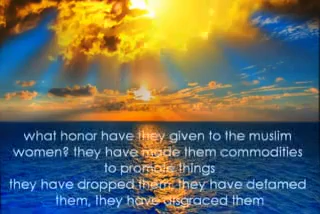 what honor have they given to the muslim
women? they have made them commodities
to promote things
they have dropped them, they have defamed
them, they have disgraced them